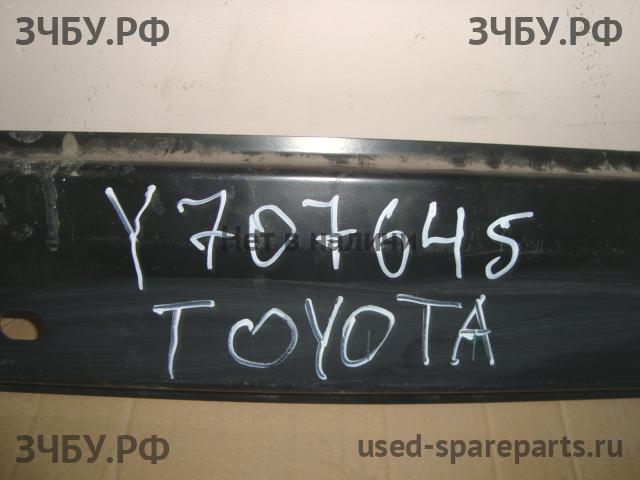 ЗЧБУ.РФ ЗЧБУ.РФ
Y707645
Нет в наличии
TOYOTA
ЗЧБУ.РФ used-spareparts.ru